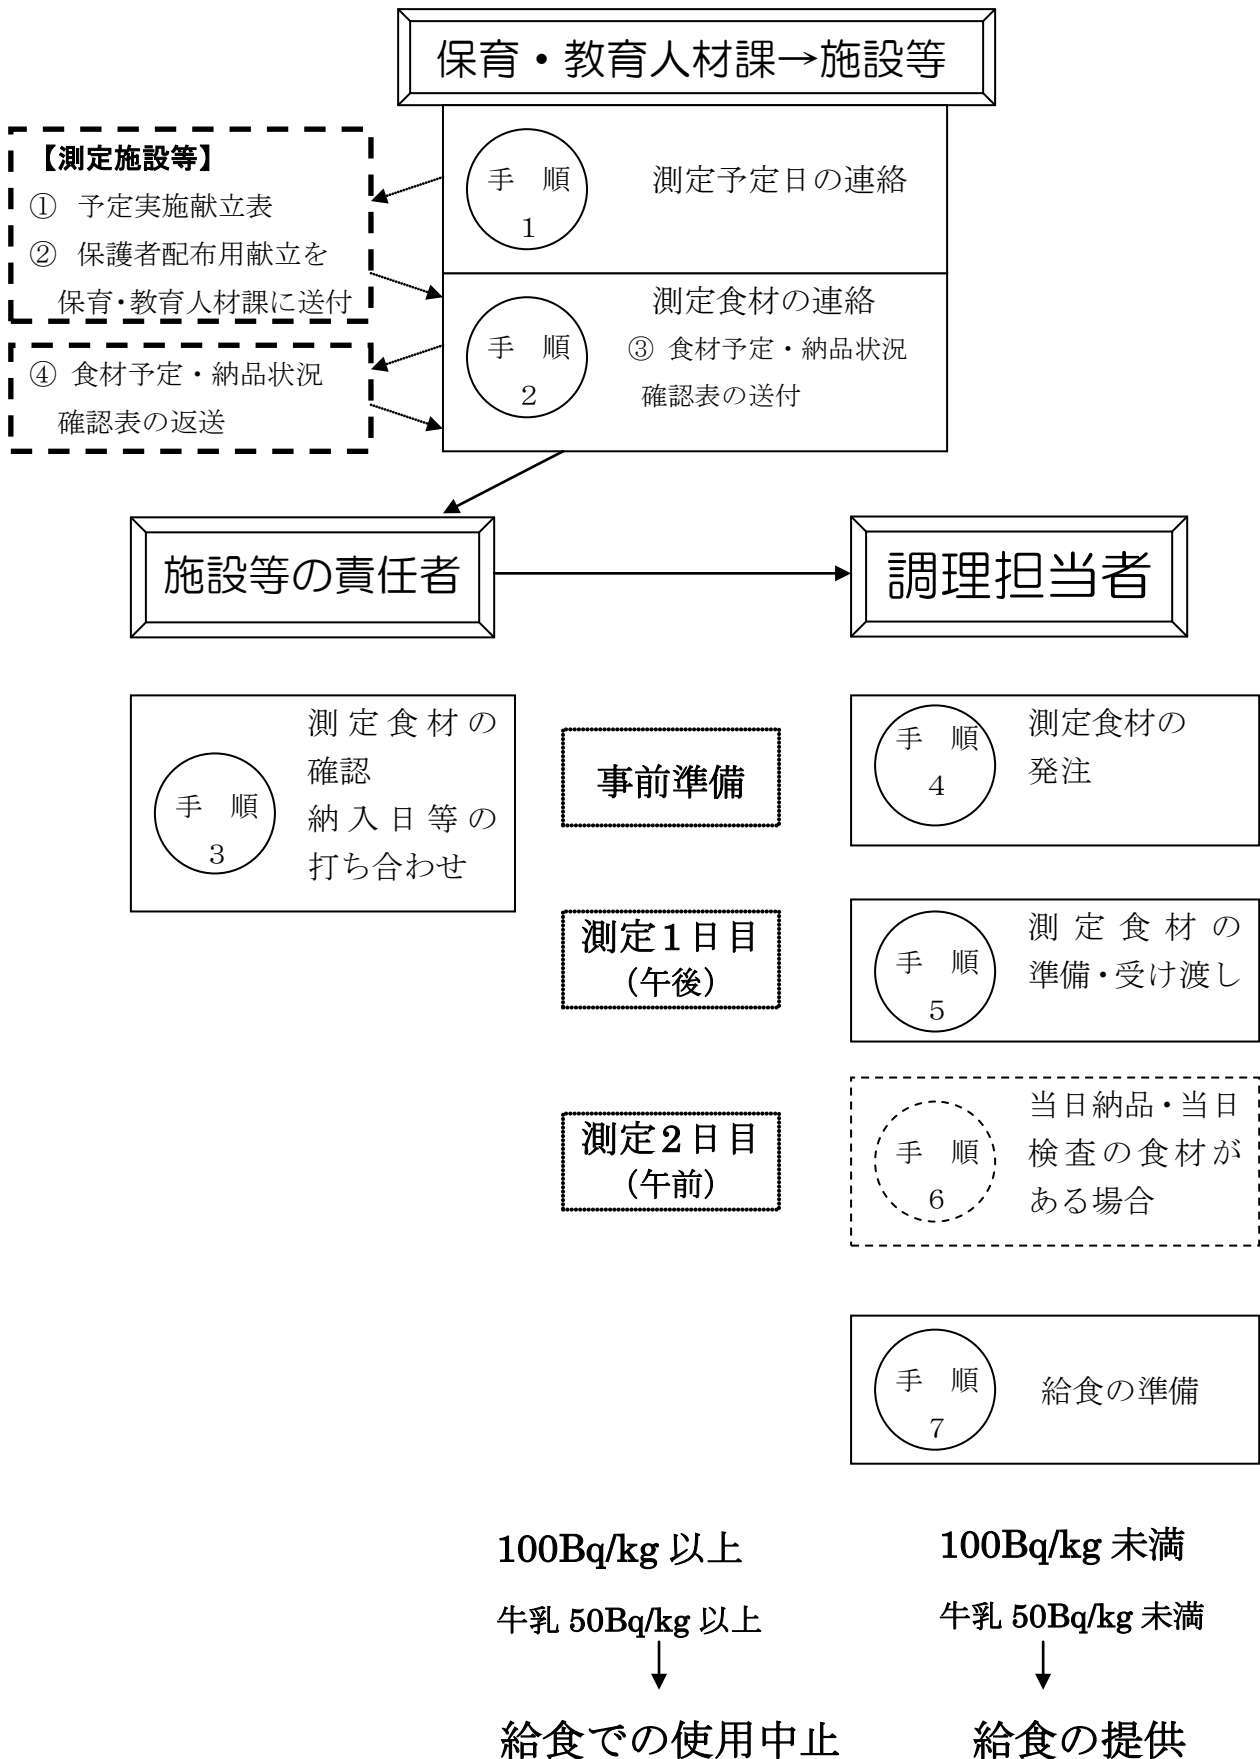 保育・教育人材課→施設等
【測定施設等】
① 予定実施献立表
② 保護者配布用献立を
保育・教育人材課に送付
手 順
1
測定予定日の連絡
手 順
2
測定食材の連絡
③ 食材予定・納品状況
確認表の送付
④ 食材予定・納品状況
確認表の返送
施設等の責任者
調理担当者
手 順
3
測定食材の
確認
納入日等の
打ち合わせ
事前準備
手 順
4
測定食材の
発注
測定1日目
(午後)
手 順
5
測定食材の
準備・受け渡し
測定2日目
(午前)
手 順
6
当日納品・当日
検査の食材が
ある場合
手 順
7
給食の準備
100Bq/kg 以上
牛乳 50Bq/kg 以上
給食での使用中止
100Bq/kg 未満
牛乳 50Bq/kg 未満
給食の提供